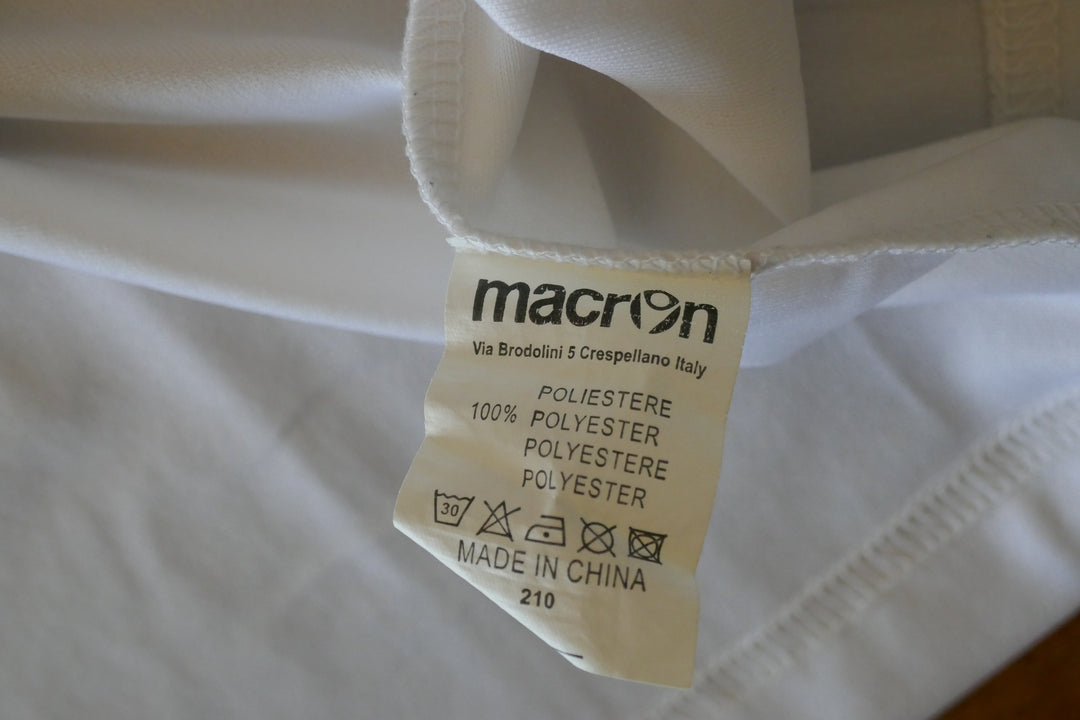 macron
Via Brodolini 5 Crespellano Italy
POLIESTERE
100% POLYESTER
POLYESTERE
POLYESTER
30
MADE IN CHINA
210